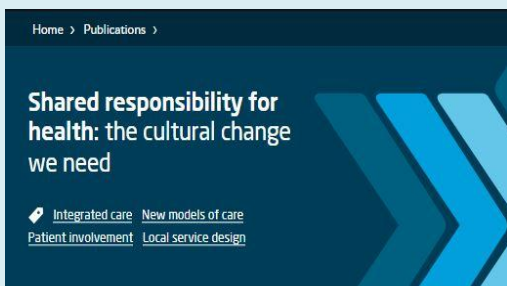 Home > Publications >
Shared responsibility for
health: the cultural change
we need
Integrated care New models of care
Patient involvement Local service design